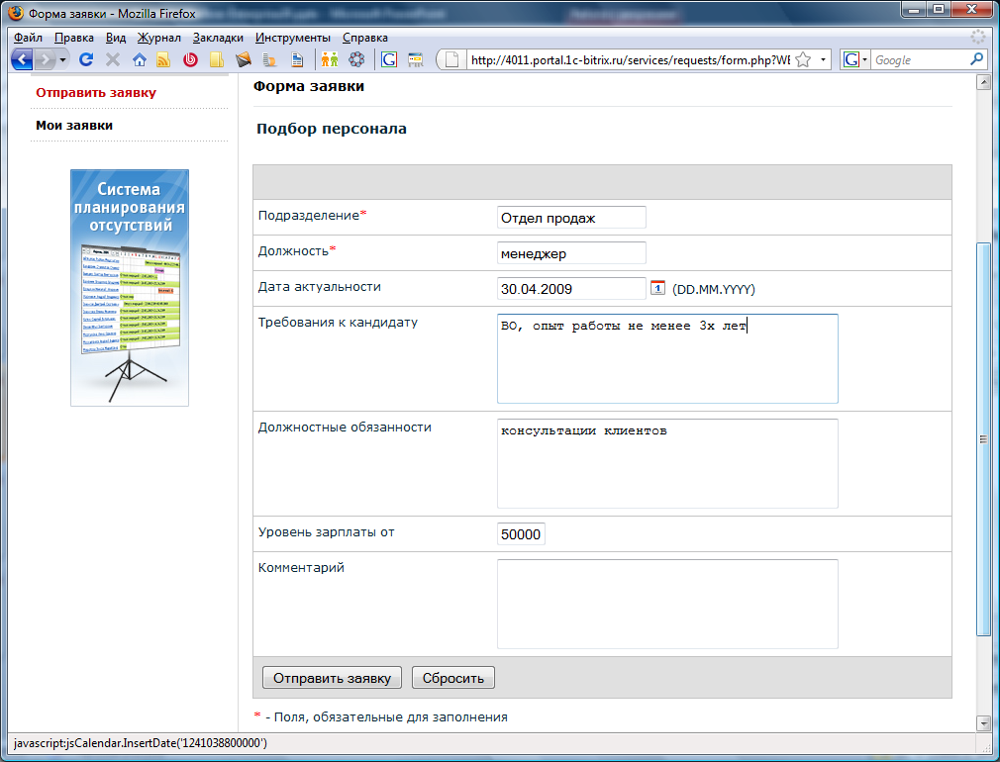 Форма заявки - Mozilla Firefox
Файл Правка Вид Журнал Закладки Инструменты Справка
http://4011.portal.1c-bitrix.ru/services/requests/form.php?WE
Google
Отправить заявку
Мои заявки
Система
планирования
отсутствий
Форма заявки
Подбор персонала
Подразделение*
Отдел продаж
Должность*
менеджер
Дата актуальности
30.04.2009
1
(DD.MM.YYYY)
Требования к кандидату
ВО, опыт работы не менее 3х лет
Должностные обязанности
консультации клиентов
Уровень зарплаты от
50000
Комментарий
Отправить заявку
Сбросить
* - Поля, обязательные для заполнения
javascript:jsCalendar.InsertDate('1241038800000')